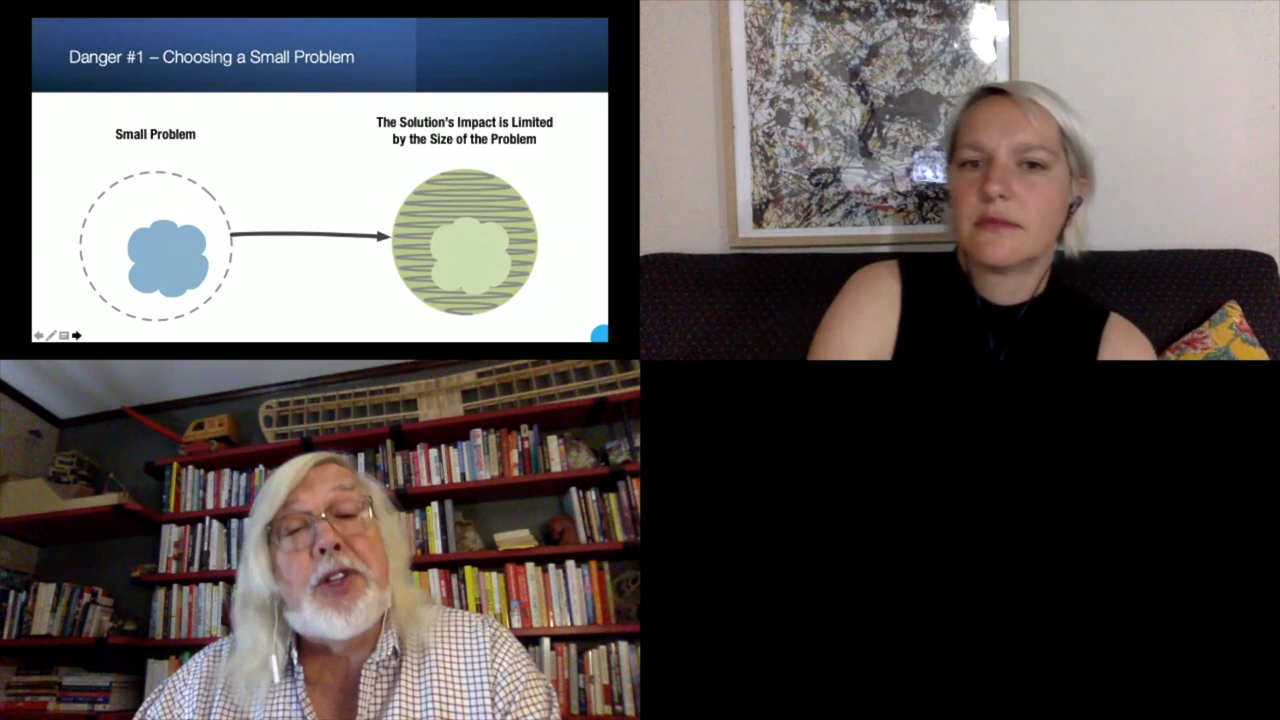 Danger #1 – Choosing a Small Problem
Small Problem
The Solution's Impact is Limited
by the Size of the Problem